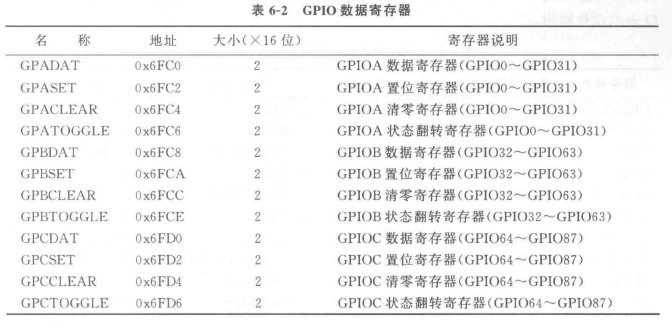 表 6-2 GPIO 数据寄存器
名 称 地址 大小(×16 位) 寄存器说明
GPADAT 0x6FC0 2 GPIOA 数据寄存器(GPIO0～GPIO31)
GPASET 0x6FC2 2 GPIOA 置位寄存器(GPIO0～GPIO31)
GPACLEAR 0x6FC4 2 GPIOA 清零寄存器(GPIO0～GPIO31)
GPATOGGLE 0x6FC6 2 GPIOA 状态翻转寄存器(GPIO0～GPIO31)
GPBDAT 0x6FC8 2 GPIOB 数据寄存器(GPIO32～GPIO63)
GPBSET 0x6FCA 2 GPIOB 置位寄存器(GPIO32～GPIO63)
GPBCLEAR 0x6FCC 2 GPIOB 清零寄存器(GPIO32～GPIO63)
GPBTOGGLE 0x6FCE 2 GPIOB 状态翻转寄存器(GPIO32～GPIO63)
GPCDAT 0x6FD0 2 GPIOC 数据寄存器(GPIO64～GPIO87)
GPCSET 0x6FD2 2 GPIOC 置位寄存器(GPIO64～GPIO87)
GPCCLEAR 0x6FD4 2 GPIOC 清零寄存器(GPIO64～GPIO87)
GPCTOGGLE 0x6FD6 2 GPIOC 状态翻转寄存器(GPIO64～GPIO87)